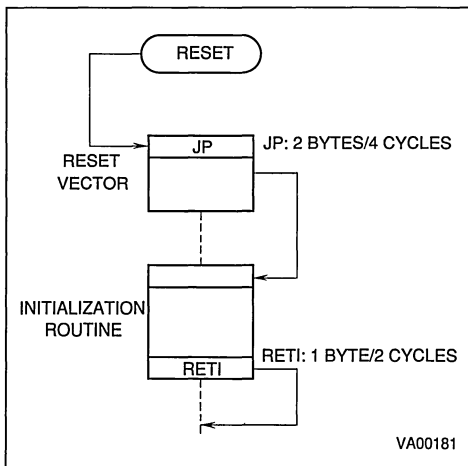 RESET
JP
JP: 2 BYTES/4 CYCLES
RESET
VECTOR
INITIALIZATION
ROUTINE
RETI: 1 BYTE/2 CYCLES
RETI
VA00181